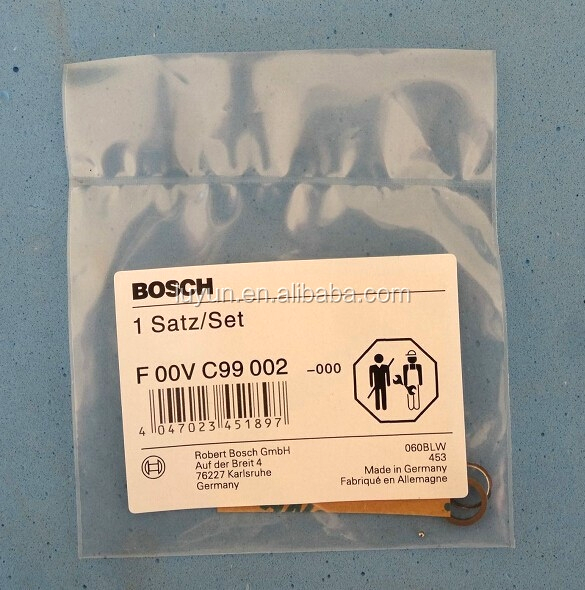 BOSCH
luyun.en.alibaba.com
1 Satz/Set
F 00V C99 002 -000
4 047023 451897
Robert Bosch GmbH
Auf der Breit 4
76227 Karlsruhe
Germany
060BLW
453
Made in Germany
Fabriqué en Allemagne